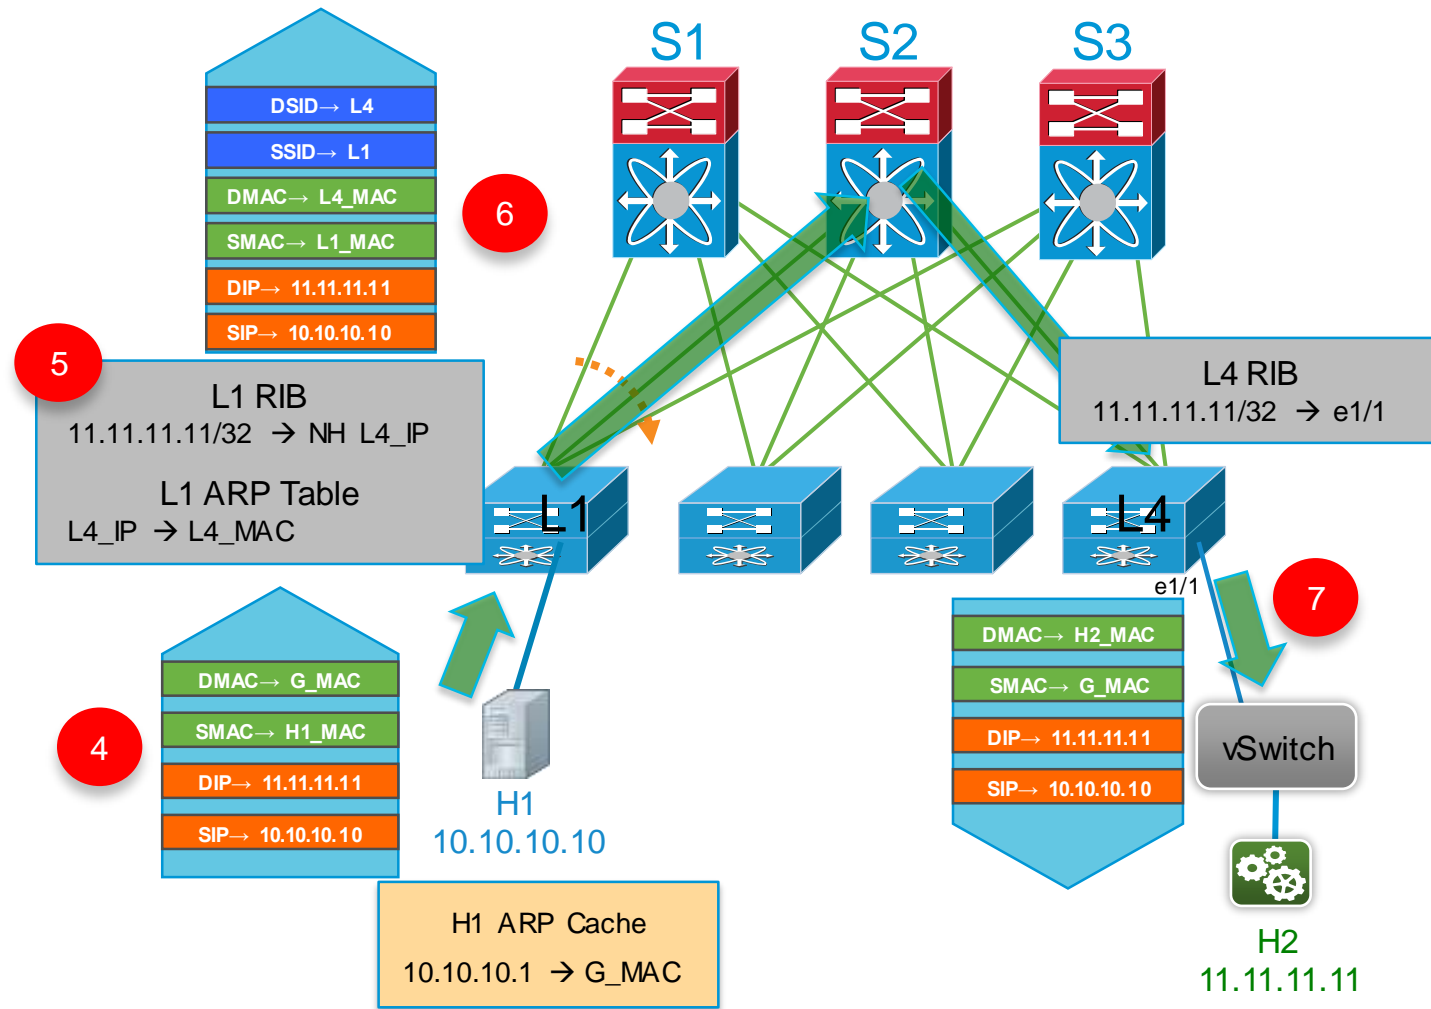 S1
S2
S3
DSID→ L4
SSID→ L1
DMAC→ L4_MAC
SMAC→ L1_MAC
DIP→ 11.11.11.11
SIP→ 10.10.10.10
6
5
L1 RIB
11.11.11.11/32 → NH L4_IP
L1 ARP Table
L4_IP → L4_MAC
L4 RIB
11.11.11.11/32 → e1/1
L1
L4
e1/1
7
4
DMAC→ G_MAC
SMAC→ H1_MAC
DIP→ 11.11.11.11
SIP→ 10.10.10.10
H1
10.10.10.10
H1 ARP Cache
10.10.10.1 → G_MAC
DMAC→ H2_MAC
SMAC→ G_MAC
DIP→ 11.11.11.11
SIP→ 10.10.10.10
vSwitch
H2
11.11.11.11